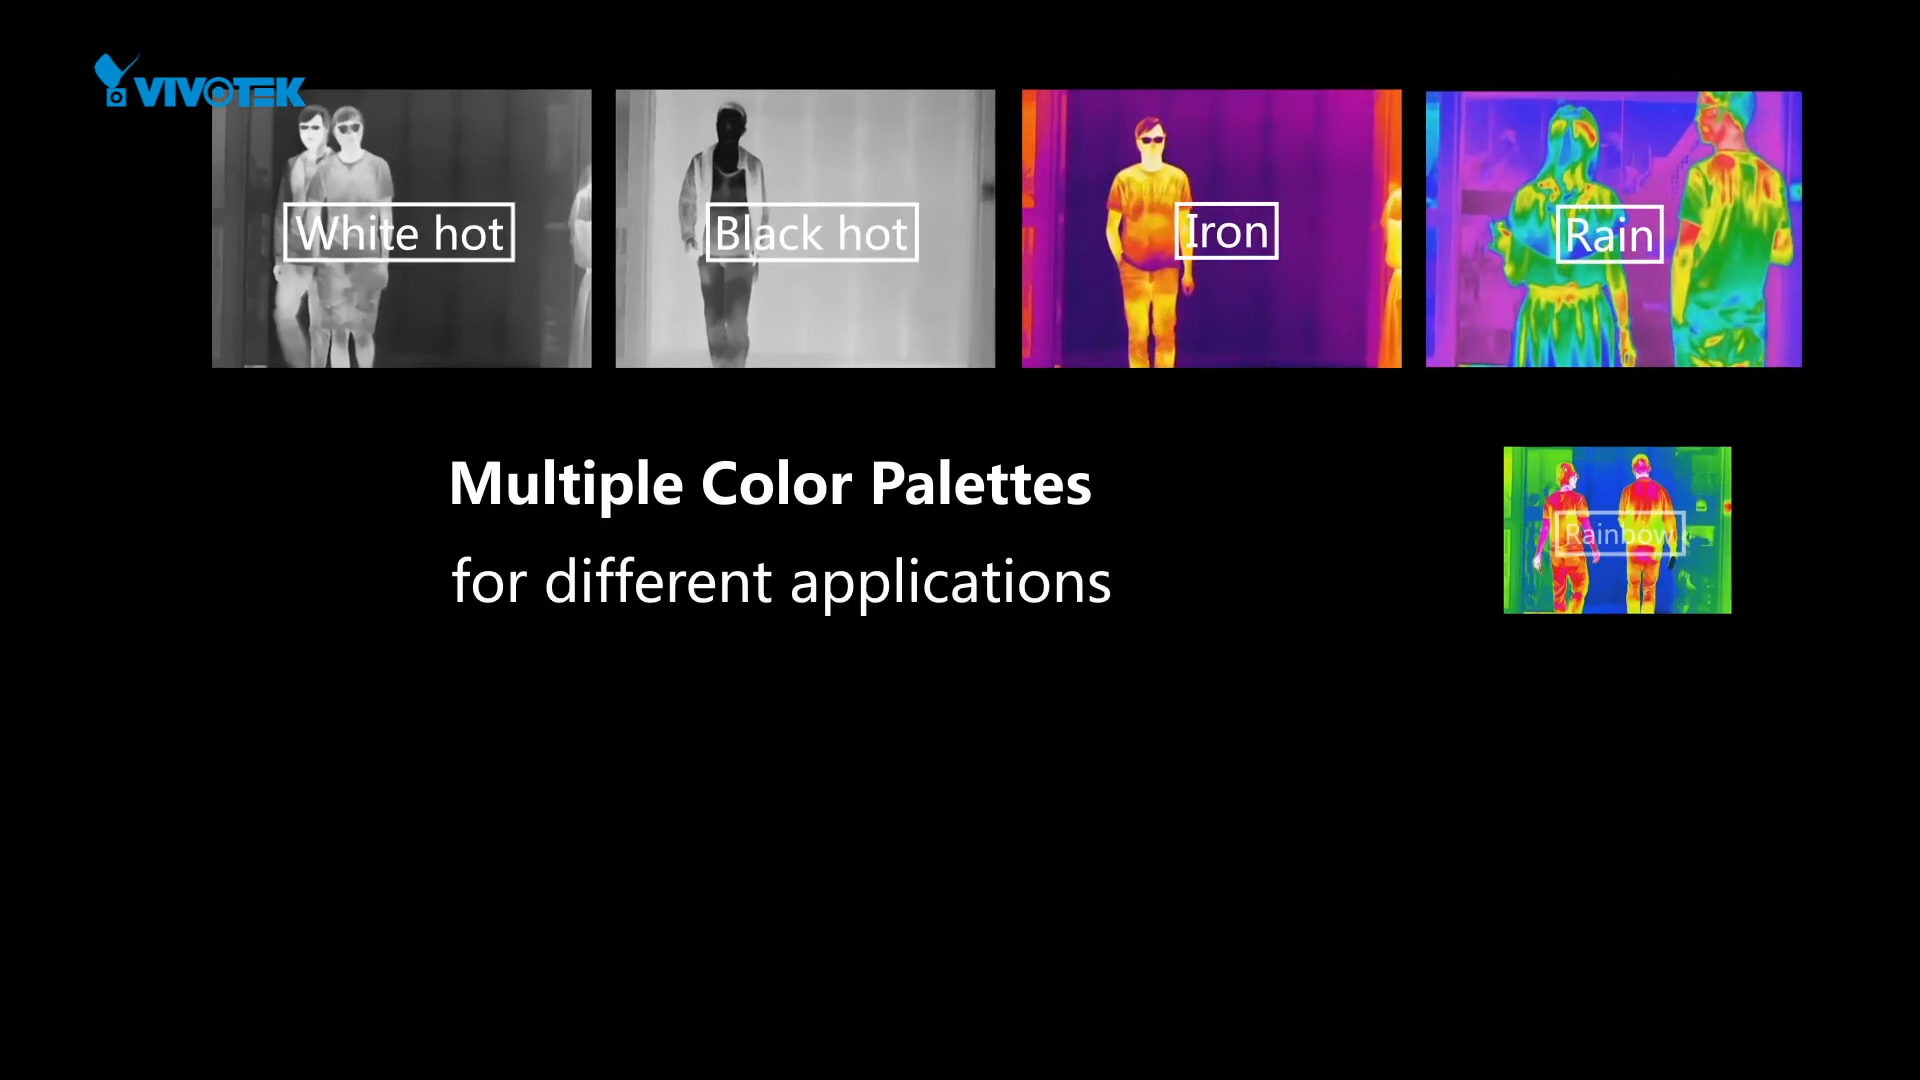 VIVOTEK
White hot
Black hot
Iron
Rain
Multiple Color Palettes
Rainbow
for different applications